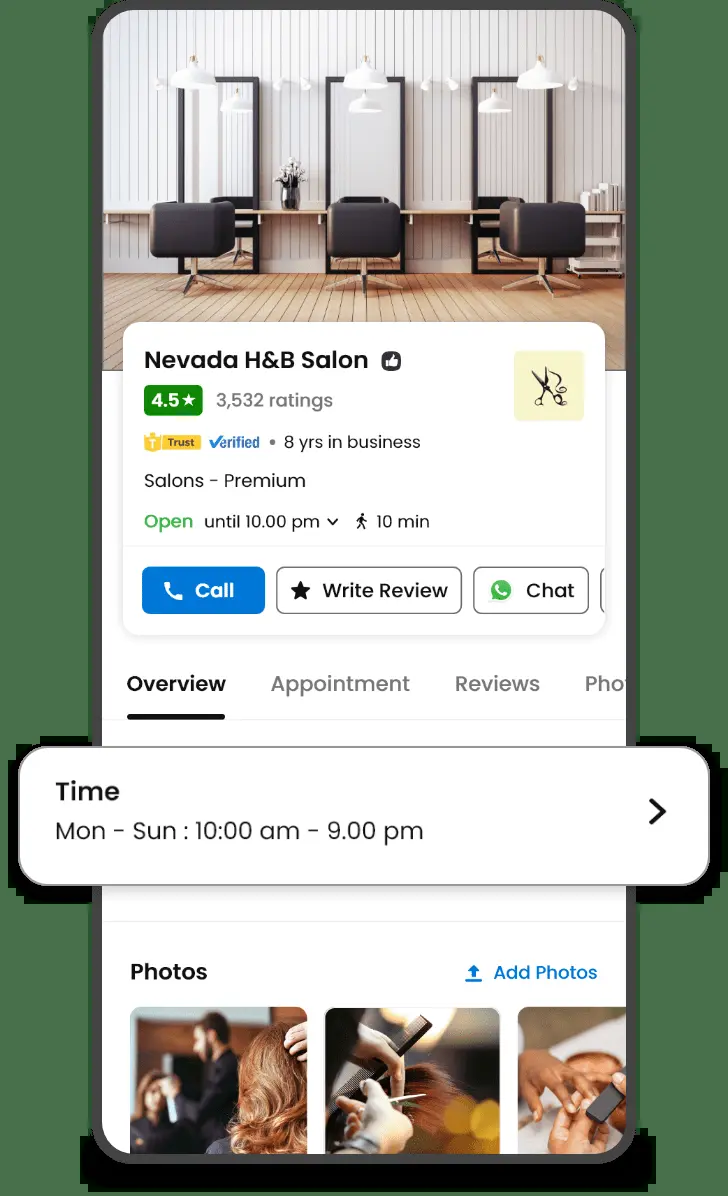 Nevada H&B Salon
4.5★ 3,532 ratings
T Trust Verified • 8 yrs in business
Salons - Premium
Open until 10.00 pm 10 min
Call Write Review Chat
Overview Appointment Reviews Pho
Time
Mon - Sun : 10:00 am - 9.00 pm
Photos Add Photos